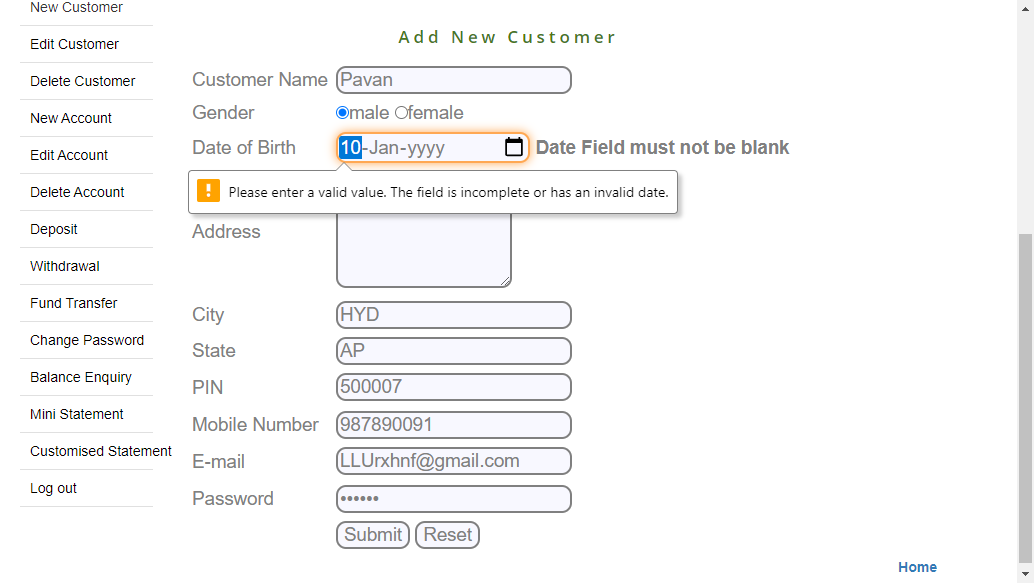 New Customer
Edit Customer
Delete Customer
New Account
Edit Account
Delete Account
Deposit
Withdrawal
Fund Transfer
Change Password
Balance Enquiry
Mini Statement
Customised Statement
Log out
Add New Customer
Customer Name Pavan
Gender male female
Date of Birth 10-Jan-yyyy Date Field must not be blank
! Please enter a valid value. The field is incomplete or has an invalid date.
Address
City HYD
State AP
PIN 500007
Mobile Number 987890091
E-mail LLUrxhnf@gmail.com
Password ••••••
Submit Reset
Home